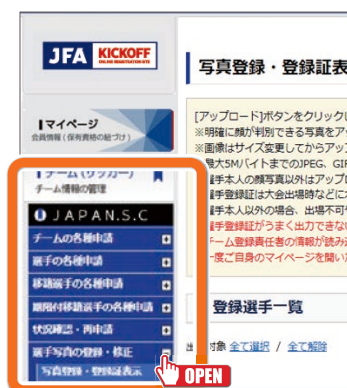 JFA KICKOFF
ONLINE REGISTRATION SITE
写真登録・登録証表
マイページ
会員情報(保有資格の紐づけ)
[アップロード]ボタンをクリックし
※明確に顔が判別できる写真をアッ
※画像はサイズ変更してからアップ
最大5MバイトまでのJPEG、GIF
選手本人の顔写真以外はアップ
選手登録証は大会出場時などに
選手本人以外の場合、出場不可
選手登録証がうまく出力できない
チーム登録責任者の情報が読み
一度ご自身のマイページを開いた
チーム(サッカー)
チーム情報の管理
JAPAN.S.C
チームの各種申請
選手の各種申請
移籍選手の各種申請
期限付移籍選手の各種申請
状況確認・再申請
選手写真の登録・修正
写真登録・登録証表示
登録選手一覧
対象 全て選択 / 全て解除
OPEN